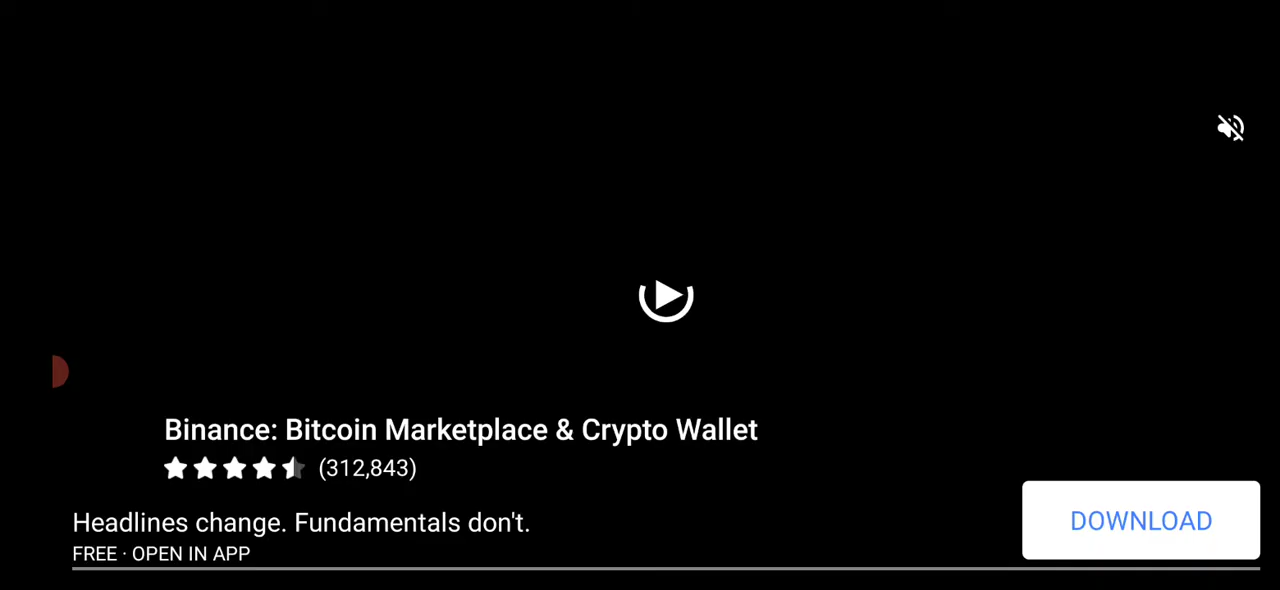 Binance: Bitcoin Marketplace & Crypto Wallet
(312,843)
Headlines change. Fundamentals don't.
FREE · OPEN IN APP
DOWNLOAD